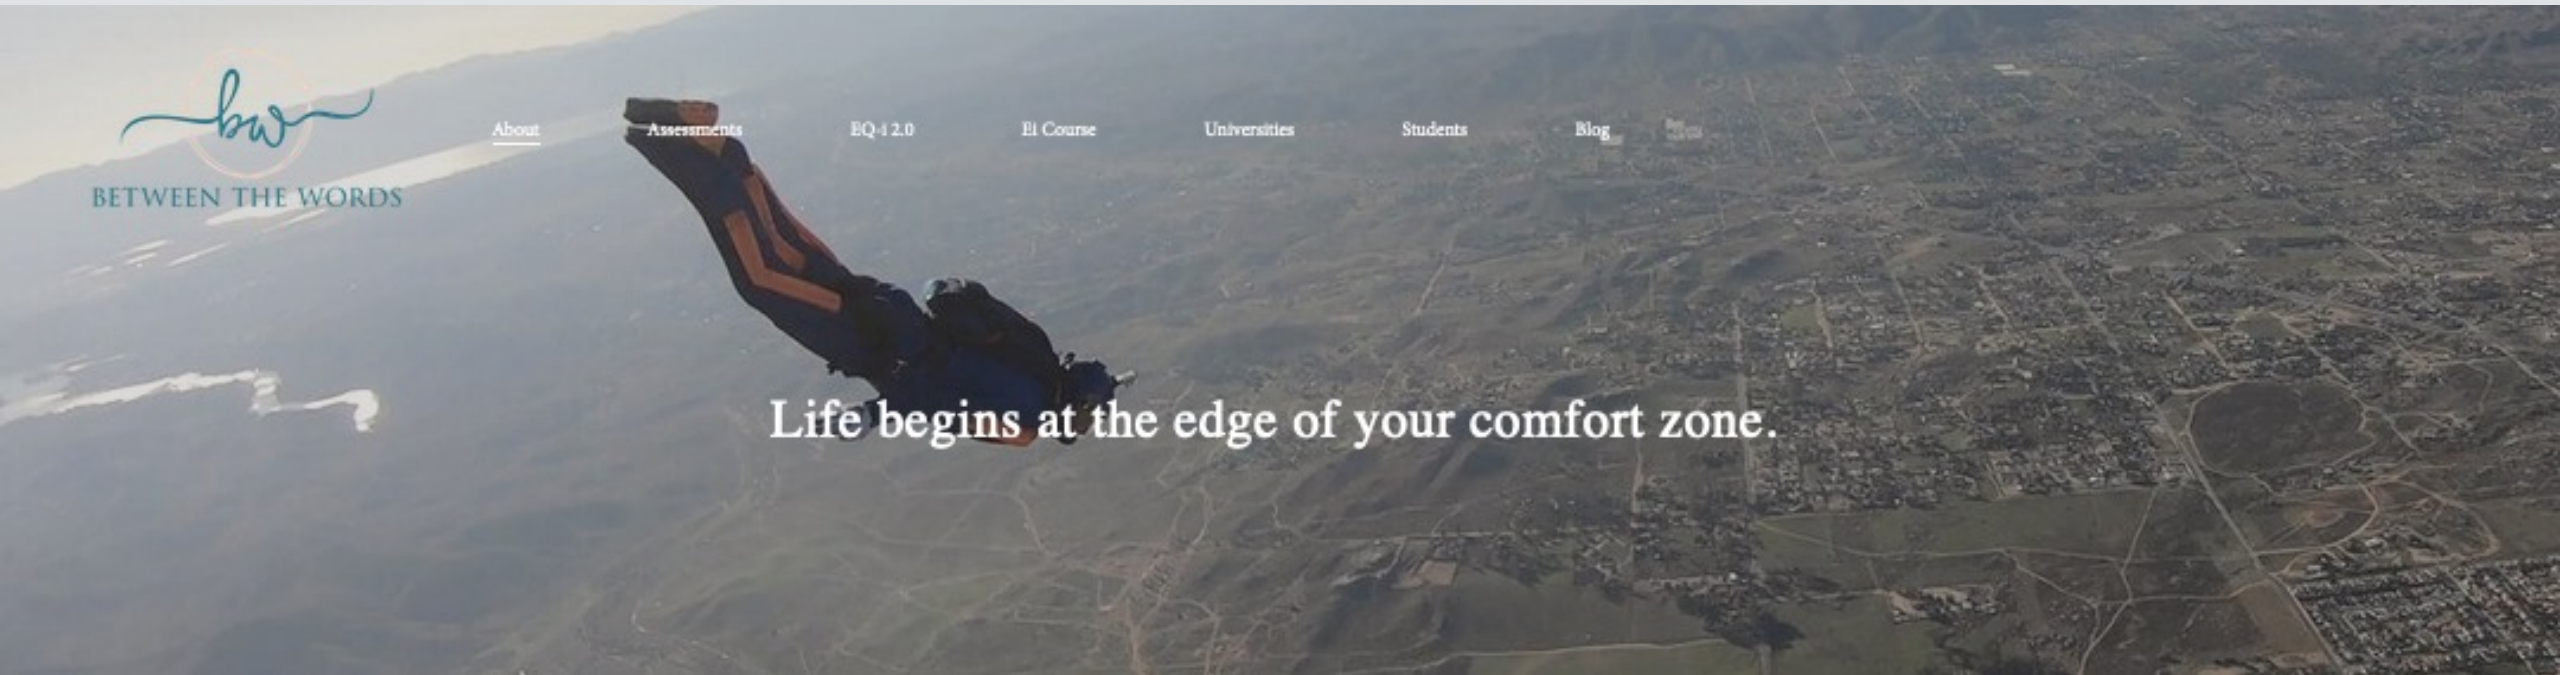 bw
BETWEEN THE WORDS
About
Assessments
EQ-i 2.0
Ei Course
Universities
Students
Blog
Life begins at the edge of your comfort zone.